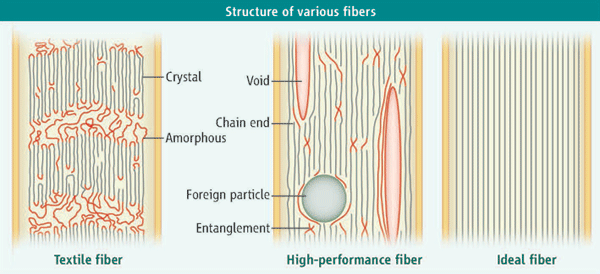 Structure of various fibers
Crystal
Amorphous
Void
Chain end
Foreign particle
Entanglement
Textile fiber
High-performance fiber
Ideal fiber